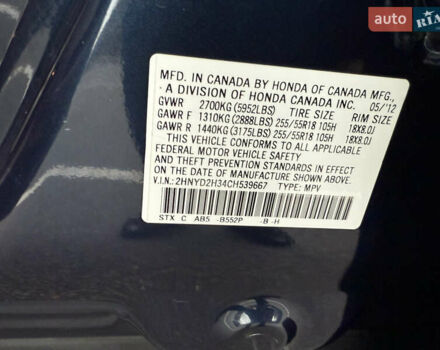 AUTO.RIA
MFD. IN CANADA BY HONDA OF CANADA MFG.,
A DIVISION OF HONDA CANADA INC. 05/'12
GVWR 2700KG(5952LBS) TIRE SIZE RIM SIZE
GAWR F 1310KG(2888LBS) 255/55R18 105H 18X8.0J
GAWR R 1440KG(3175LBS) 255/55R18 105H 18X8.0J
THIS VEHICLE CONFORMS TO ALL APPLICABLE
FEDERAL MOTOR VEHICLE SAFETY
AND THEFT PREVENTION STANDARDS IN EFFECT
ON THE DATE OF MANUFACTURE SHOWN ABOVE.
V.I.N.: 2HNYD2H34CH539667 TYPE: MPV
STX C AB5 -B552P -B -H